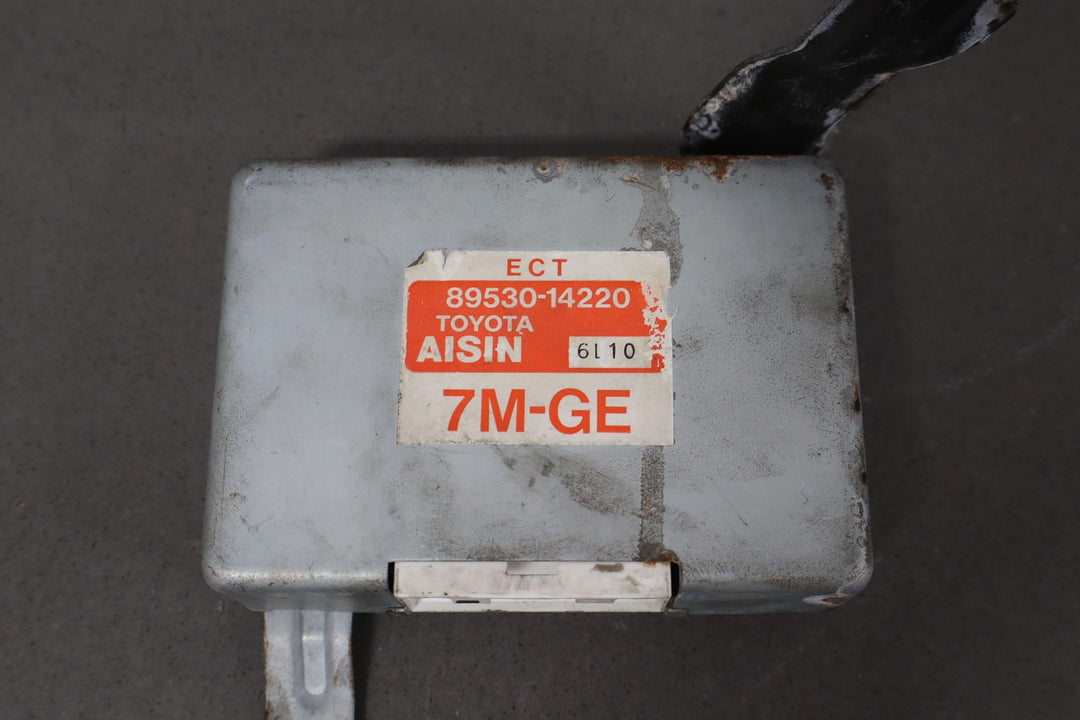 ECT
89530-14220
TOYOTA
AISIN 6L10
7M-GE